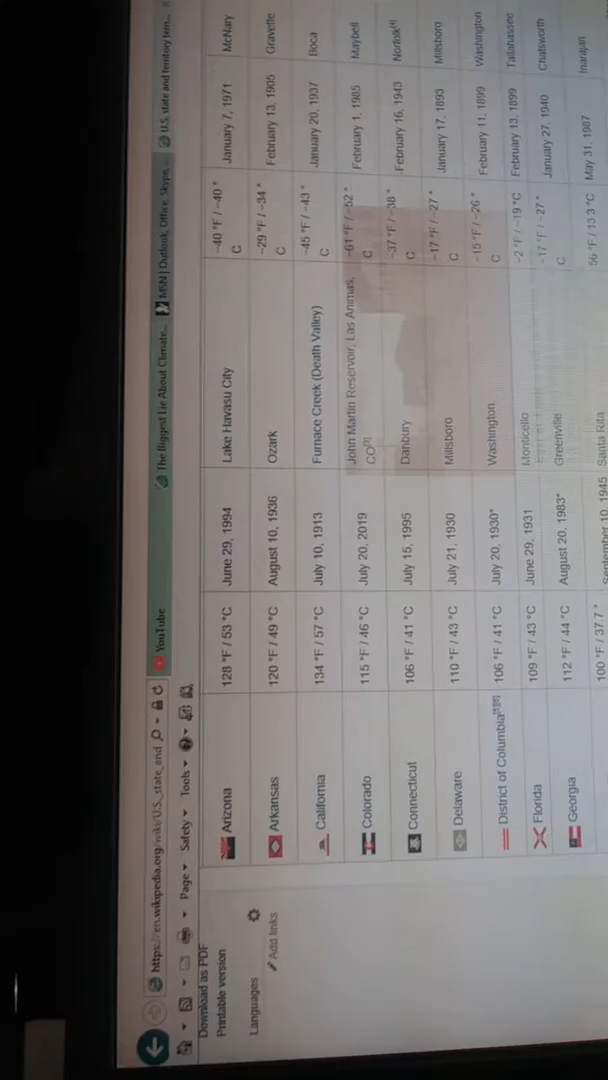 https://en.wikipedia.org/wiki/U.S._state_and
YouTube
The Biggest Lie About Climate...
MSN | Outlook, Office, Skype, ...
U.S. state and territory tem...
Page
Safety
Tools
Download as PDF
Printable version
Languages
Add links
Arizona 128 °F / 53 °C June 29, 1994 Lake Havasu City −40 °F / −40 °C January 7, 1971 McNary
Arkansas 120 °F / 49 °C August 10, 1936 Ozark −29 °F / −34 °C February 13, 1905 Gravette
California 134 °F / 57 °C July 10, 1913 Furnace Creek (Death Valley) −45 °F / −43 °C January 20, 1937 Boca
Colorado 115 °F / 46 °C July 20, 2019 John Martin Reservoir, Las Animas, −61 °F / −52 °C February 1, 1985 Maybell
CO[3]
Connecticut 106 °F / 41 °C July 15, 1995 Danbury −37 °F / −38 °C February 16, 1943 Norfolk[4]
Delaware 110 °F / 43 °C July 21, 1930 Millsboro −17 °F / −27 °C January 17, 1893 Millsboro
District of Columbia 106 °F / 41 °C July 20, 1930* Washington −15 °F / −26 °C February 11, 1899 Washington
Florida 109 °F / 43 °C June 29, 1931 Monticello −2 °F / −19 °C February 13, 1899 Tallahassee
Georgia 112 °F / 44 °C August 20, 1983* Greenville −17 °F / −27 °C January 27, 1940 Chatsworth
100 °F / 37.7 ° September 10, 1945 Santa Rita 56 °F / 13.3 °C May 31, 1987 Inarajan